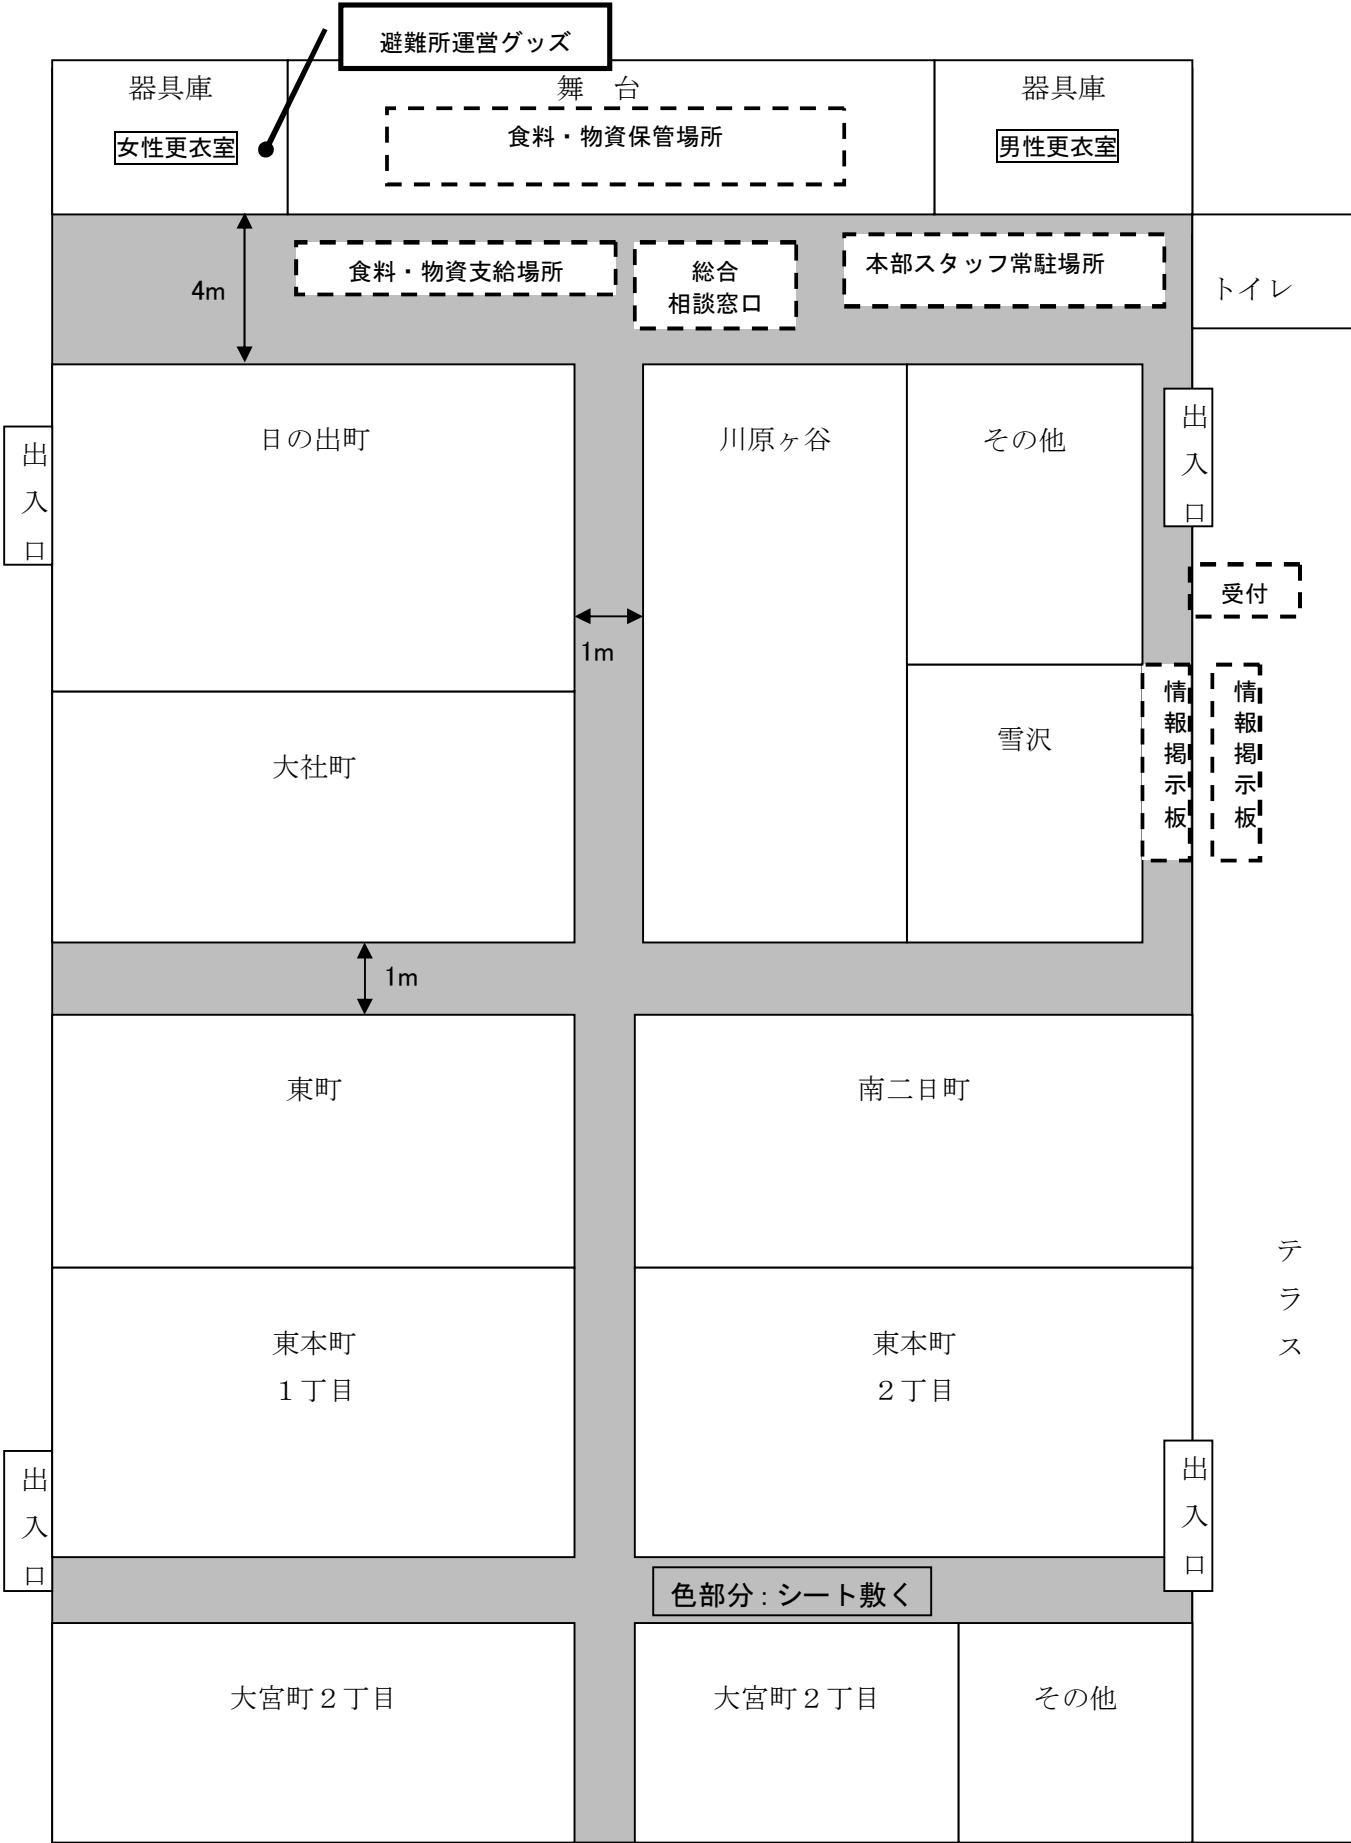 避難所運営グッズ
器具庫
舞　台
器具庫
女性更衣室
食料・物資保管場所
男性更衣室
4m
食料・物資支給場所
総合
相談窓口
本部スタッフ常駐場所
トイレ
日の出町
川原ヶ谷
その他
出入口
出入口
受付
1m
大社町
雪沢
情報掲示板
情報掲示板
1m
東町
南二日町
テラス
東本町
１丁目
東本町
２丁目
出入口
出入口
色部分：シート敷く
大宮町２丁目
大宮町２丁目
その他